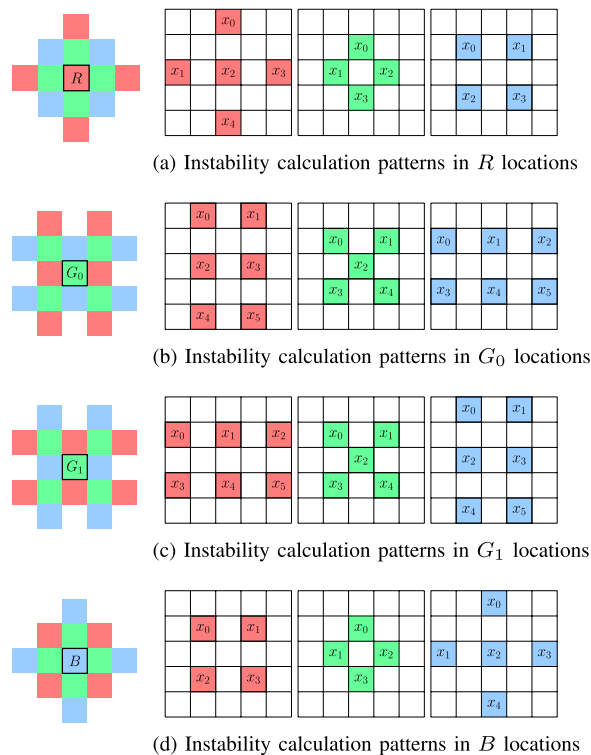 x₀
R x₁ x₂ x₃ x₄
x₀ x₁ x₂ x₃
x₀ x₁ x₂ x₃
(a) Instability calculation patterns in R locations
G₀
x₀ x₁ x₂ x₃ x₄ x₅
x₀ x₁ x₂ x₃ x₄
x₀ x₁ x₂ x₃ x₄ x₅
(b) Instability calculation patterns in G₀ locations
G₁
x₀ x₁ x₂ x₃ x₄ x₅
x₀ x₁ x₂ x₃ x₄
x₀ x₁ x₂ x₃ x₄ x₅
(c) Instability calculation patterns in G₁ locations
B
x₀ x₁ x₂ x₃
x₀ x₁ x₂ x₃
x₀ x₁ x₂ x₃ x₄
(d) Instability calculation patterns in B locations